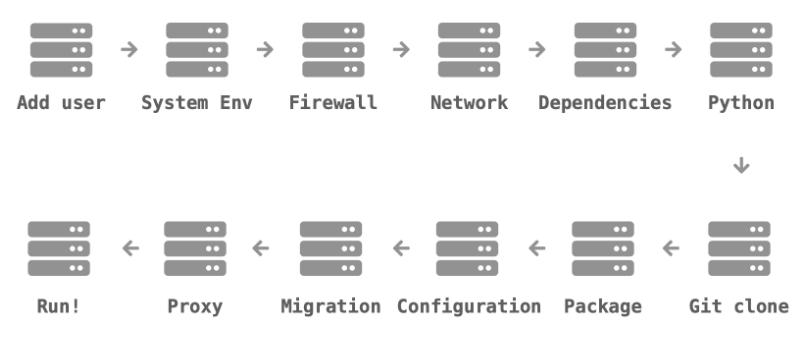 Add user
System Env
Firewall
Network
Dependencies
Python
Git clone
Package
Configuration
Migration
Proxy
Run!